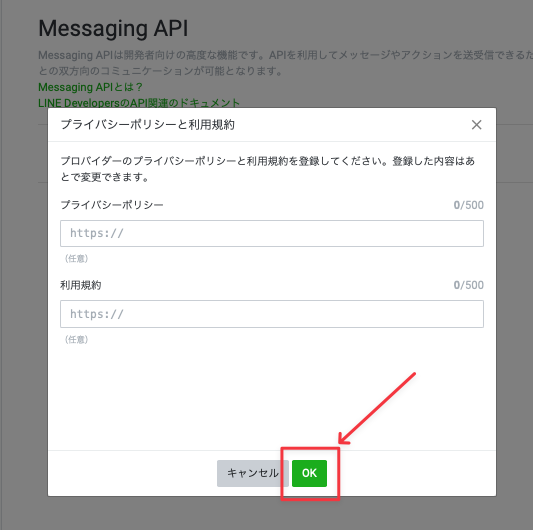 Messaging API
Messaging APIは開発者向けの高度な機能です。APIを利用してメッセージやアクションを送受信できるた
との双方向のコミュニケーションが可能となります。
Messaging APIとは？
LINE DevelopersのAPI関連のドキュメント
プライバシーポリシーと利用規約
プロバイダーのプライバシーポリシーと利用規約を登録してください。登録した内容はあ
とで変更できます。
プライバシーポリシー 0/500
https://
（任意）
利用規約 0/500
https://
（任意）
キャンセル OK